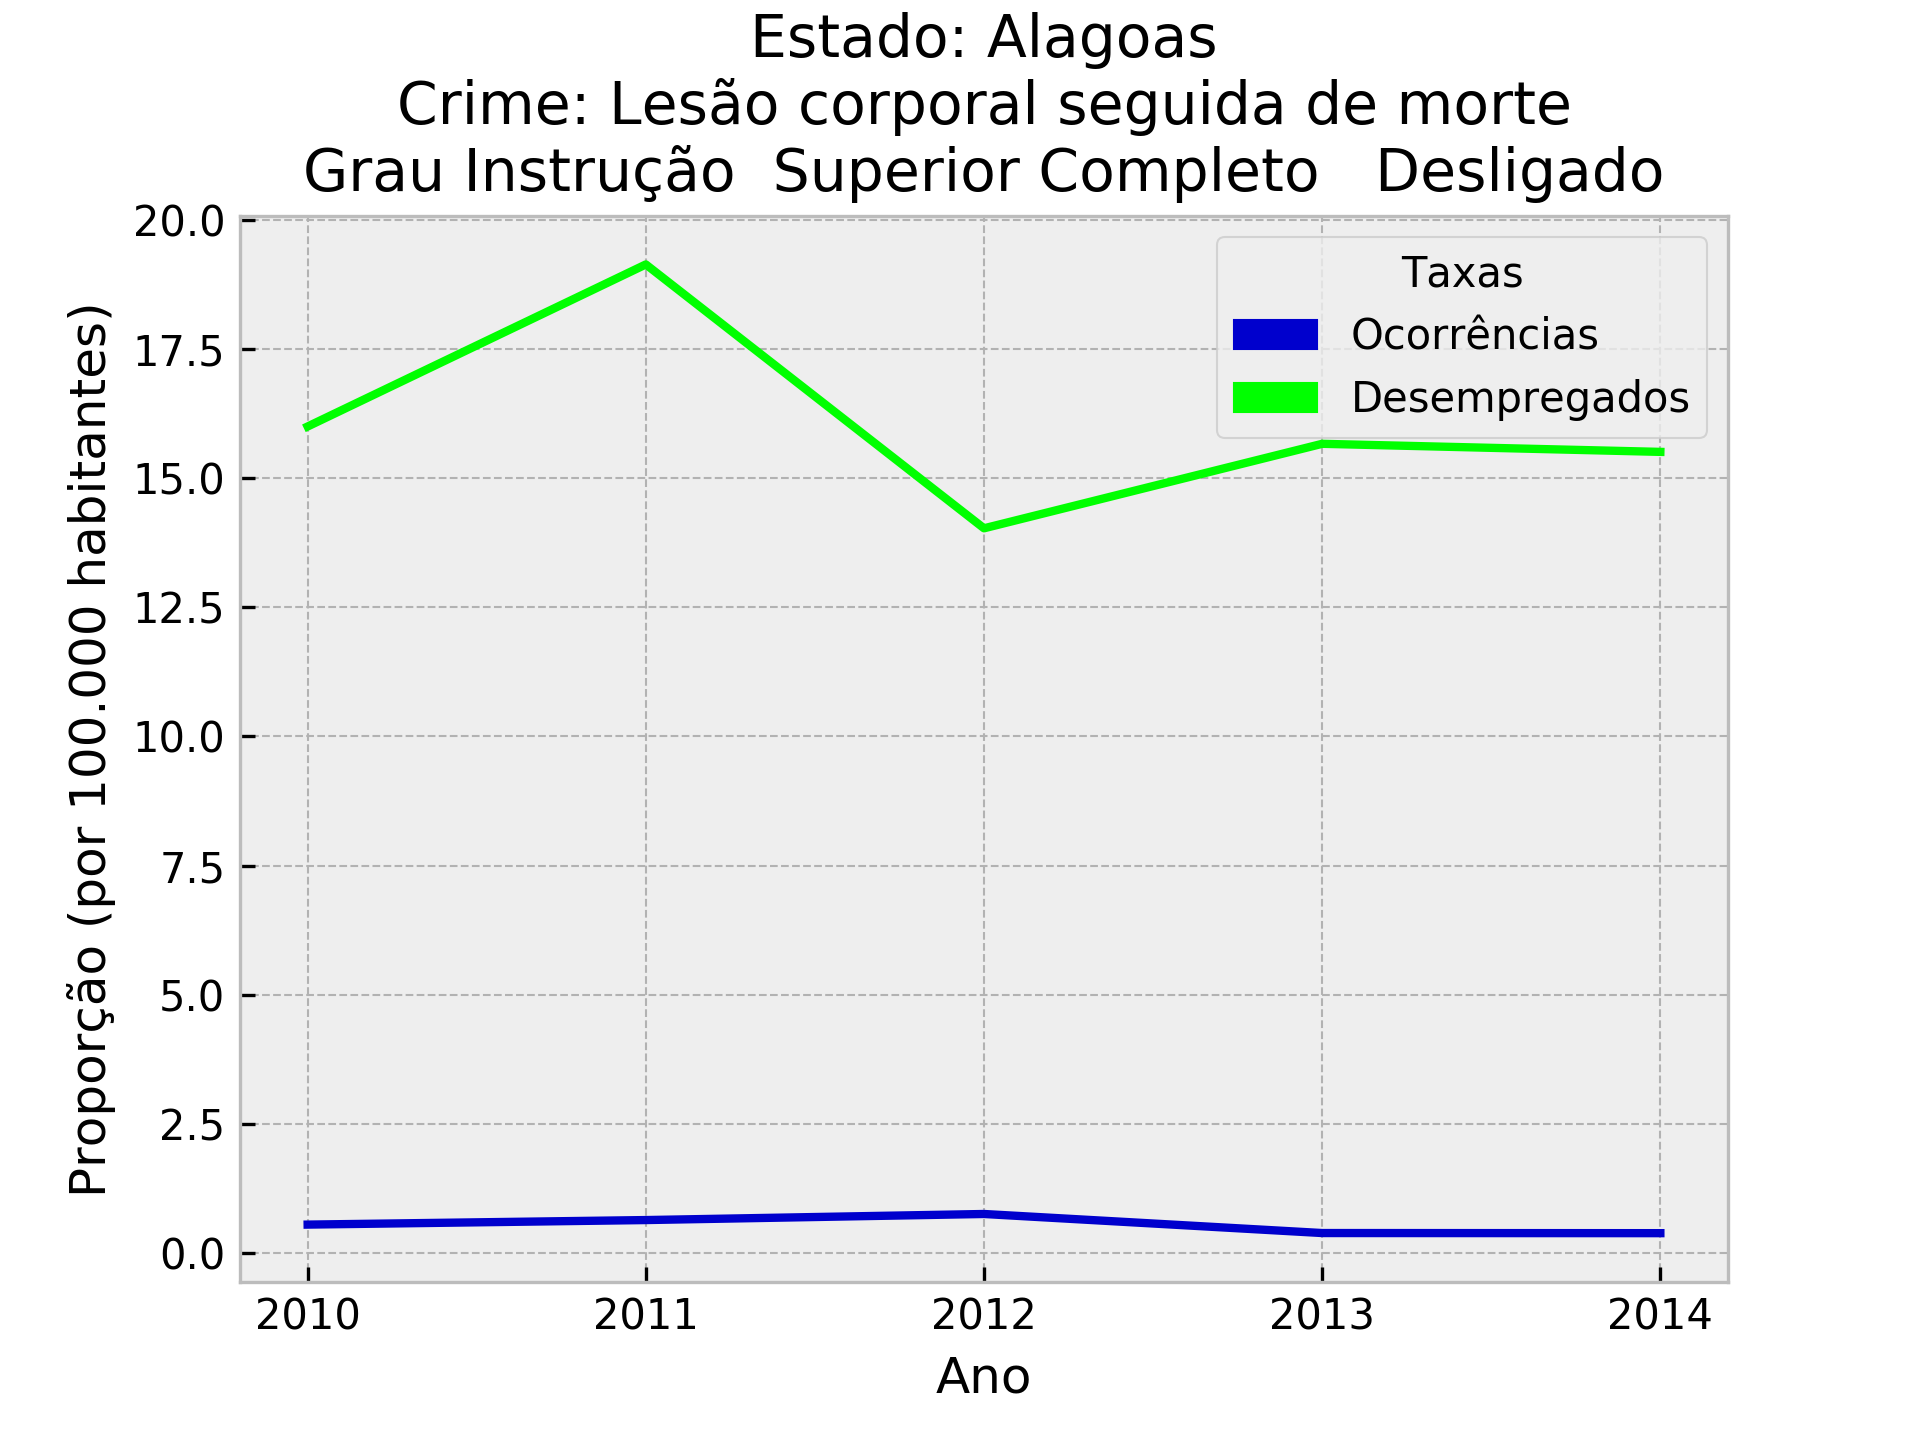 Estado: Alagoas
Crime: Lesão corporal seguida de morte
Grau Instrução  Superior Completo   Desligado
Proporção (por 100.000 habitantes)
20.0
17.5
15.0
12.5
10.0
7.5
5.0
2.5
0.0
Taxas
Ocorrências
Desempregados
2010 2011 2012 2013 2014
Ano